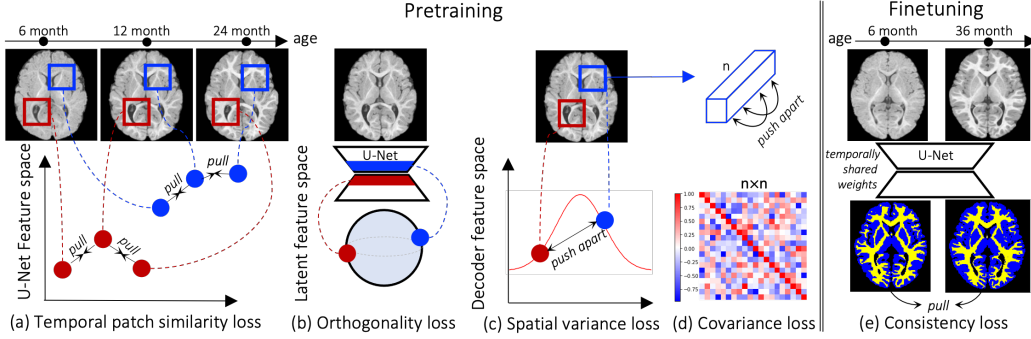 Pretraining
Finetuning
6 month
12 month
24 month
age
U-Net Feature space
pull
pull
pull
pull
(a) Temporal patch similarity loss
Latent feature space
U-Net
(b) Orthogonality loss
Decoder feature space
push apart
(c) Spatial variance loss
n
push apart
n×n
1.00
0.75
0.50
0.25
0.00
−0.25
−0.50
−0.75
(d) Covariance loss
age
6 month
36 month
temporally
shared
weights
U-Net
pull
(e) Consistency loss